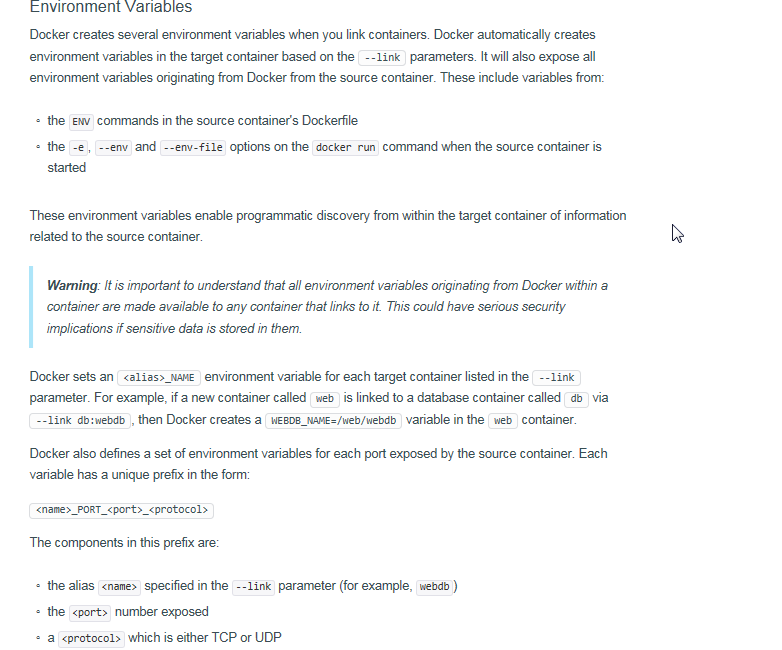 Environment Variables
Docker creates several environment variables when you link containers. Docker automatically creates
environment variables in the target container based on the --link parameters. It will also expose all
environment variables originating from Docker from the source container. These include variables from:
◦ the ENV commands in the source container's Dockerfile
◦ the -e, --env and --env-file options on the docker run command when the source container is
started
These environment variables enable programmatic discovery from within the target container of information
related to the source container.
Warning: It is important to understand that all environment variables originating from Docker within a
container are made available to any container that links to it. This could have serious security
implications if sensitive data is stored in them.
Docker sets an <alias>_NAME environment variable for each target container listed in the --link
parameter. For example, if a new container called web is linked to a database container called db via
--link db:webdb, then Docker creates a WEBDB_NAME=/web/webdb variable in the web container.
Docker also defines a set of environment variables for each port exposed by the source container. Each
variable has a unique prefix in the form:
<name>_PORT_<port>_<protocol>
The components in this prefix are:
◦ the alias <name> specified in the --link parameter (for example, webdb)
◦ the <port> number exposed
◦ a <protocol> which is either TCP or UDP